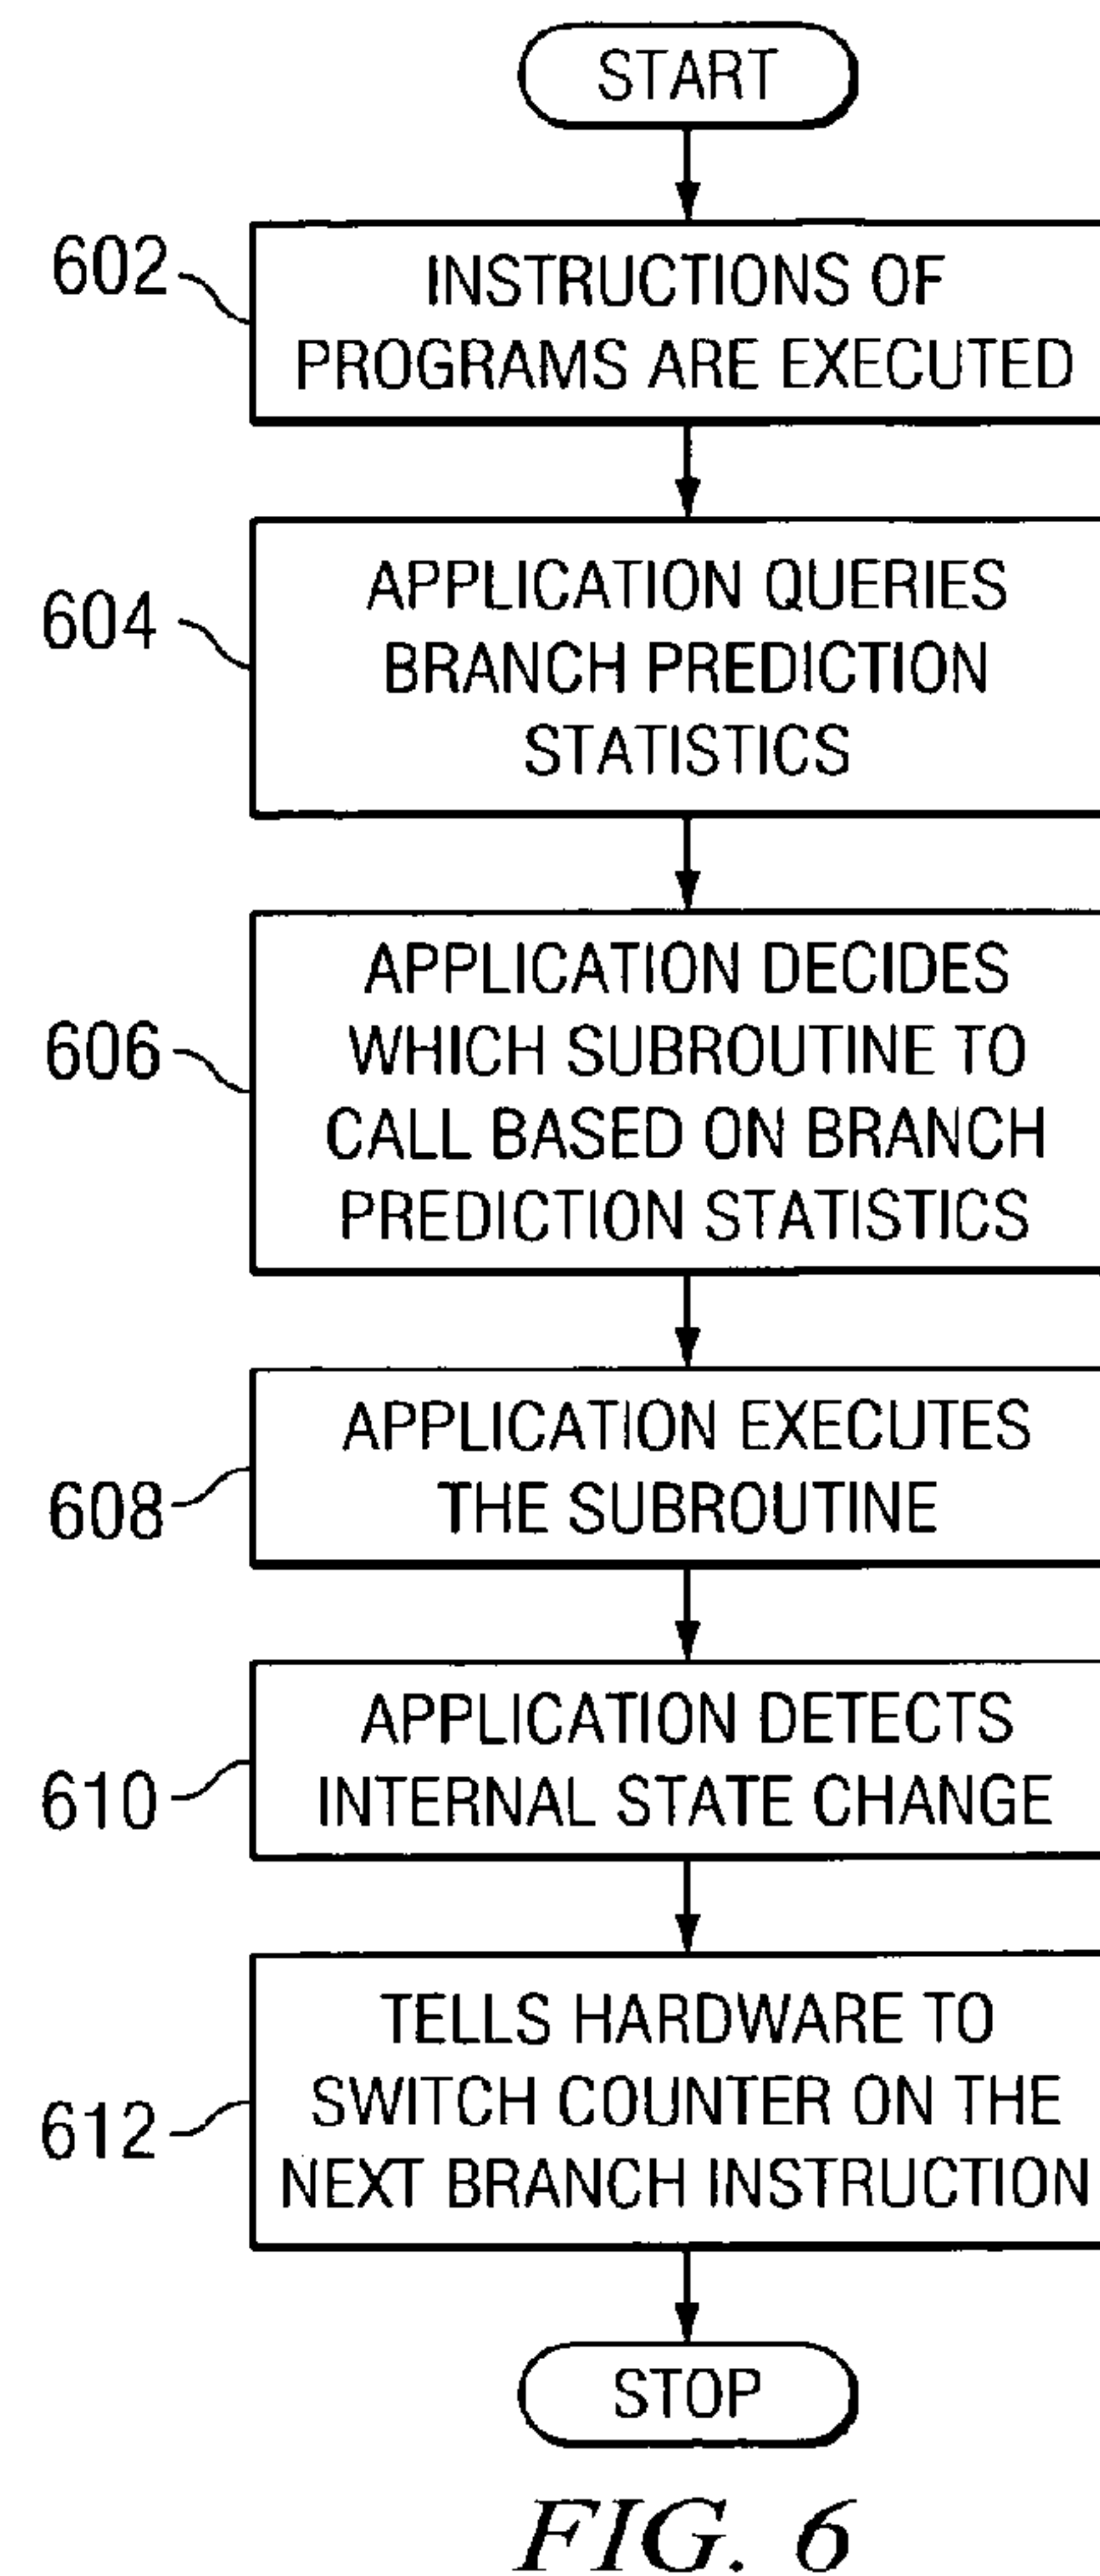 START
602
INSTRUCTIONS OF
PROGRAMS ARE EXECUTED
604
APPLICATION QUERIES
BRANCH PREDICTION
STATISTICS
606
APPLICATION DECIDES
WHICH SUBROUTINE TO
CALL BASED ON BRANCH
PREDICTION STATISTICS
608
APPLICATION EXECUTES
THE SUBROUTINE
610
APPLICATION DETECTS
INTERNAL STATE CHANGE
612
TELLS HARDWARE TO
SWITCH COUNTER ON THE
NEXT BRANCH INSTRUCTION
STOP
FIG. 6